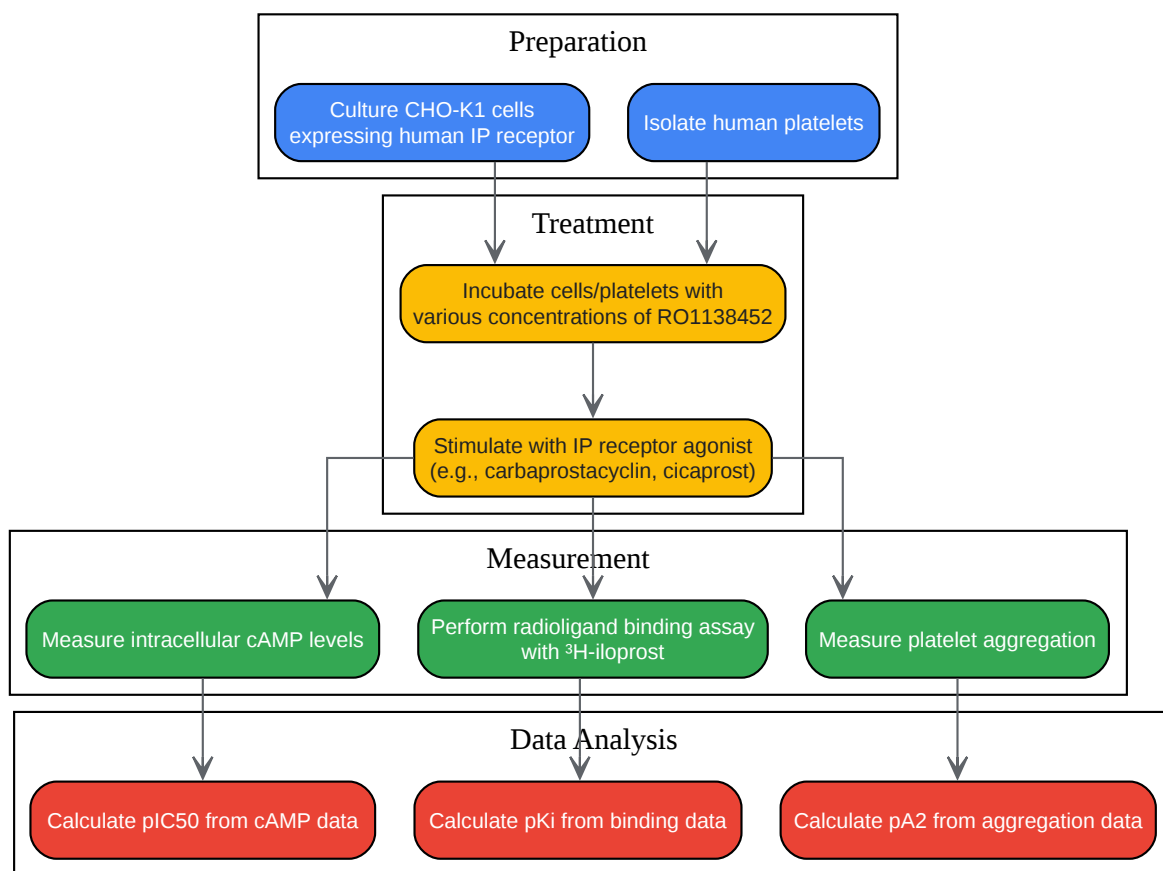 Preparation
Culture CHO-K1 cells
expressing human IP receptor
Isolate human platelets
Treatment
Incubate cells/platelets with
various concentrations of RO1138452
Stimulate with IP receptor agonist
(e.g., carbaprostacyclin, cicaprost)
Measurement
Measure intracellular cAMP levels
Perform radioligand binding assay
with ³H-iloprost
Measure platelet aggregation
Data Analysis
Calculate pIC50 from cAMP data
Calculate pKi from binding data
Calculate pA2 from aggregation data